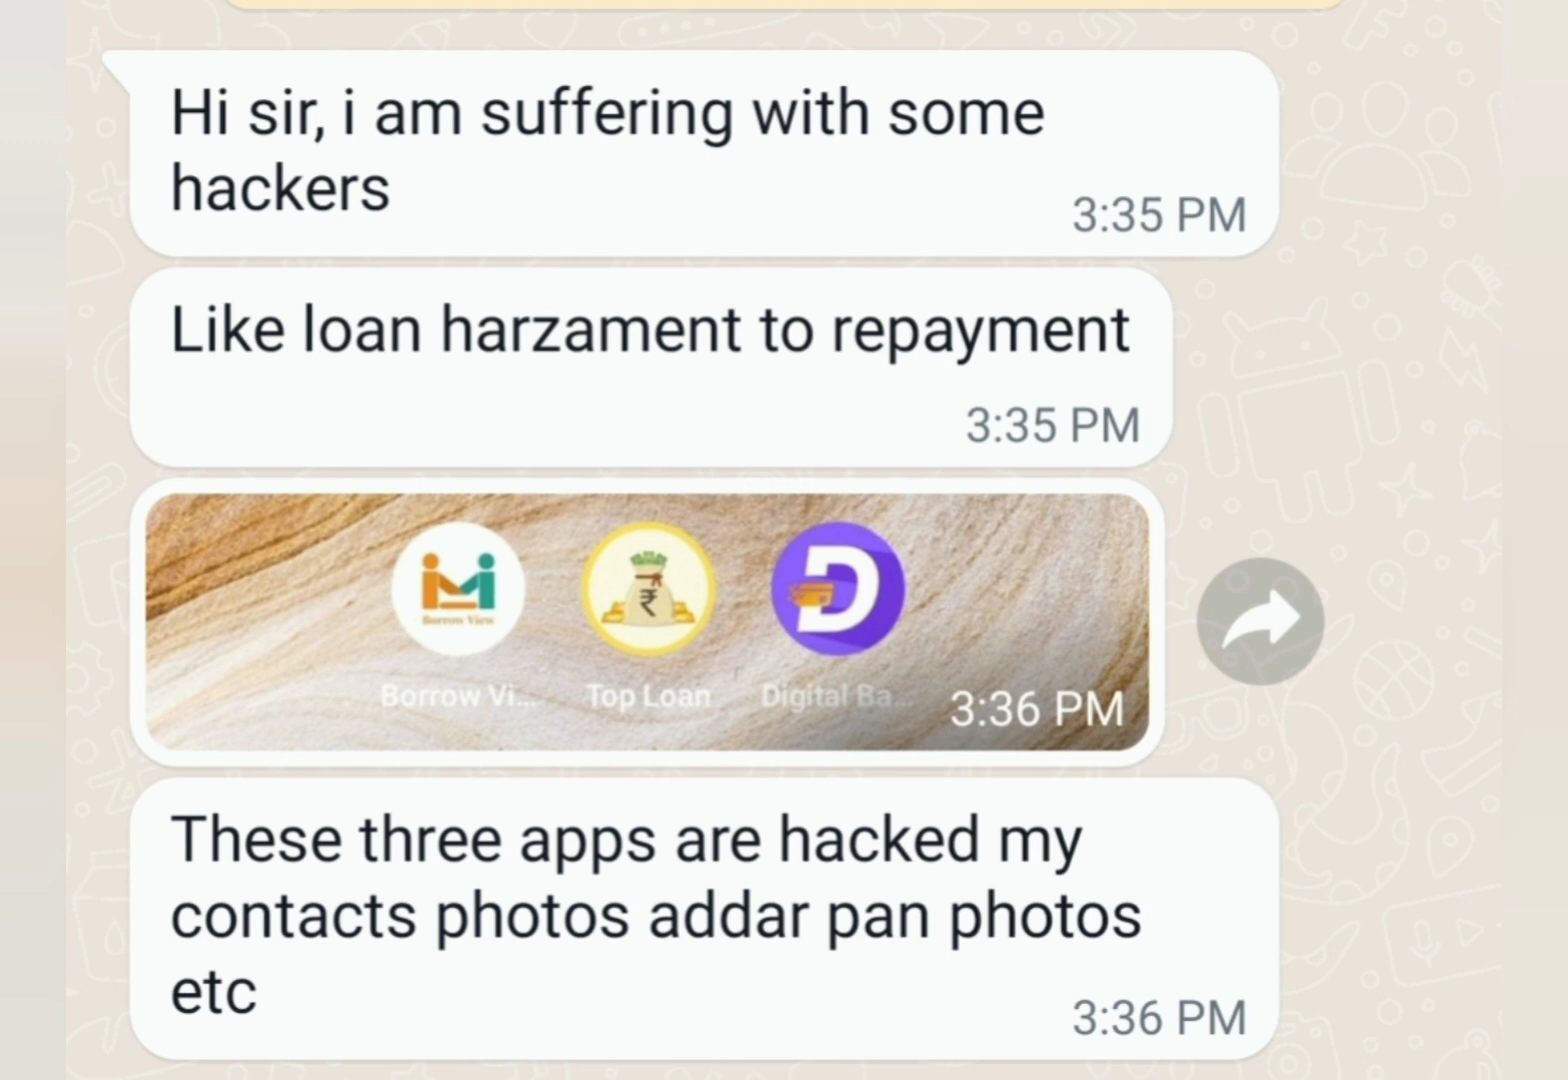 Hi sir, i am suffering with some
hackers
3:35 PM
Like loan harzament to repayment
3:35 PM
Borrow View
₹
D
Borrow Vi...
Top Loan
Digital Ba...
3:36 PM
These three apps are hacked my
contacts photos addar pan photos
etc
3:36 PM